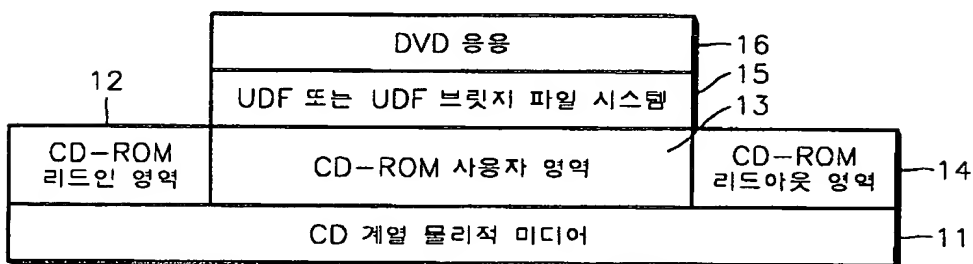 DVD 응용
16
12
15
UDF 또는 UDF 브릿지 파일 시스템
13
CD-ROM
리드인 영역
CD-ROM 사용자 영역
CD-ROM
리드아웃 영역
14
CD 계열 물리적 미디어
11